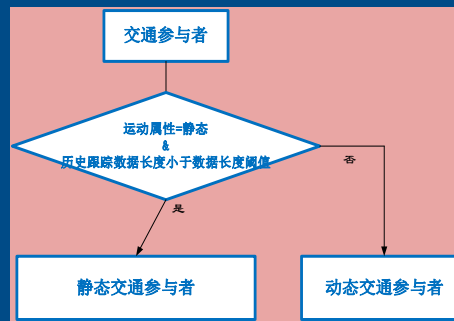 交通参与者
运动属性=静态
&
历史跟踪数据长度小于数据长度阈值
否
是
静态交通参与者
动态交通参与者